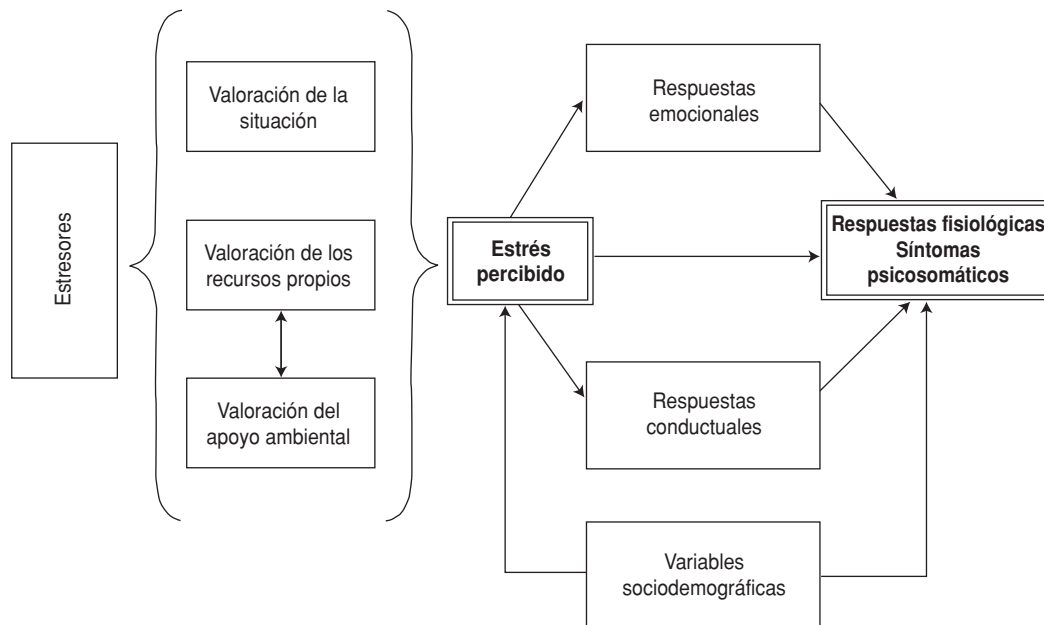 Estresores
Valoración de la
situación
Valoración de los
recursos propios
Valoración del
apoyo ambiental
Estrés
percibido
Respuestas
emocionales
Respuestas
conductuales
Variables
sociodemográficas
Respuestas fisiológicas
Síntomas
psicosomáticos